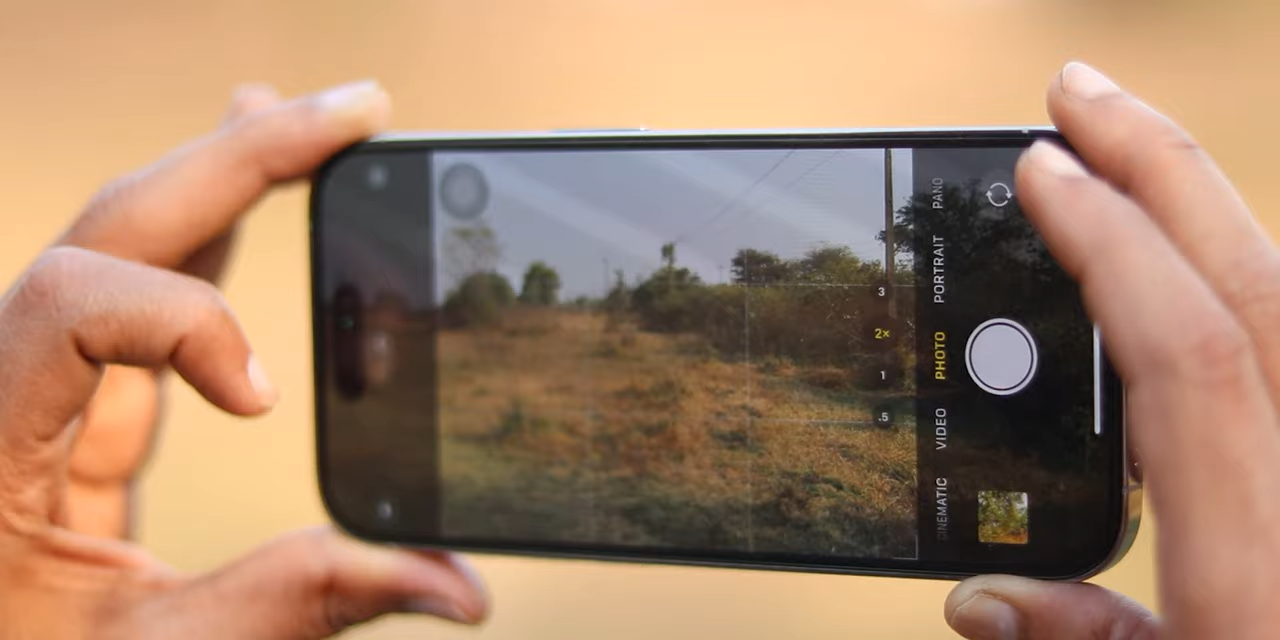 PANO
PORTRAIT
PHOTO
VIDEO
CINEMATIC
3
2×
1
.5